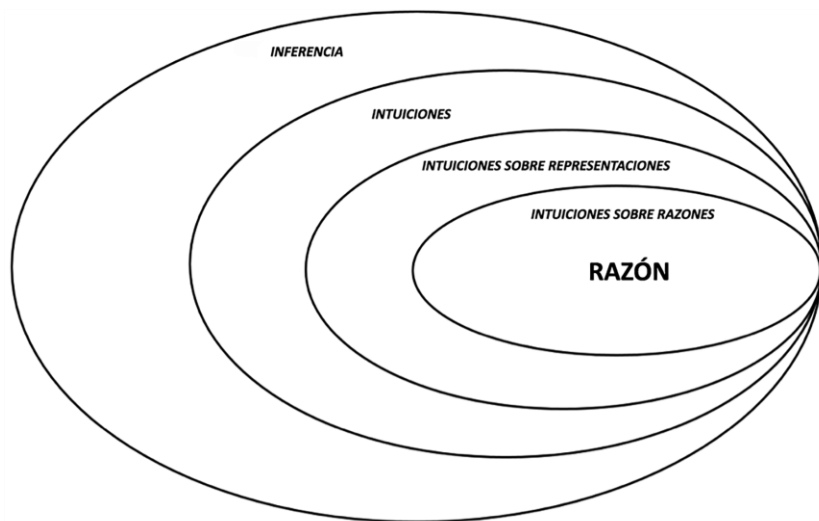 INFERENCIA
INTUICIONES
INTUICIONES SOBRE REPRESENTACIONES
INTUICIONES SOBRE RAZONES
RAZÓN